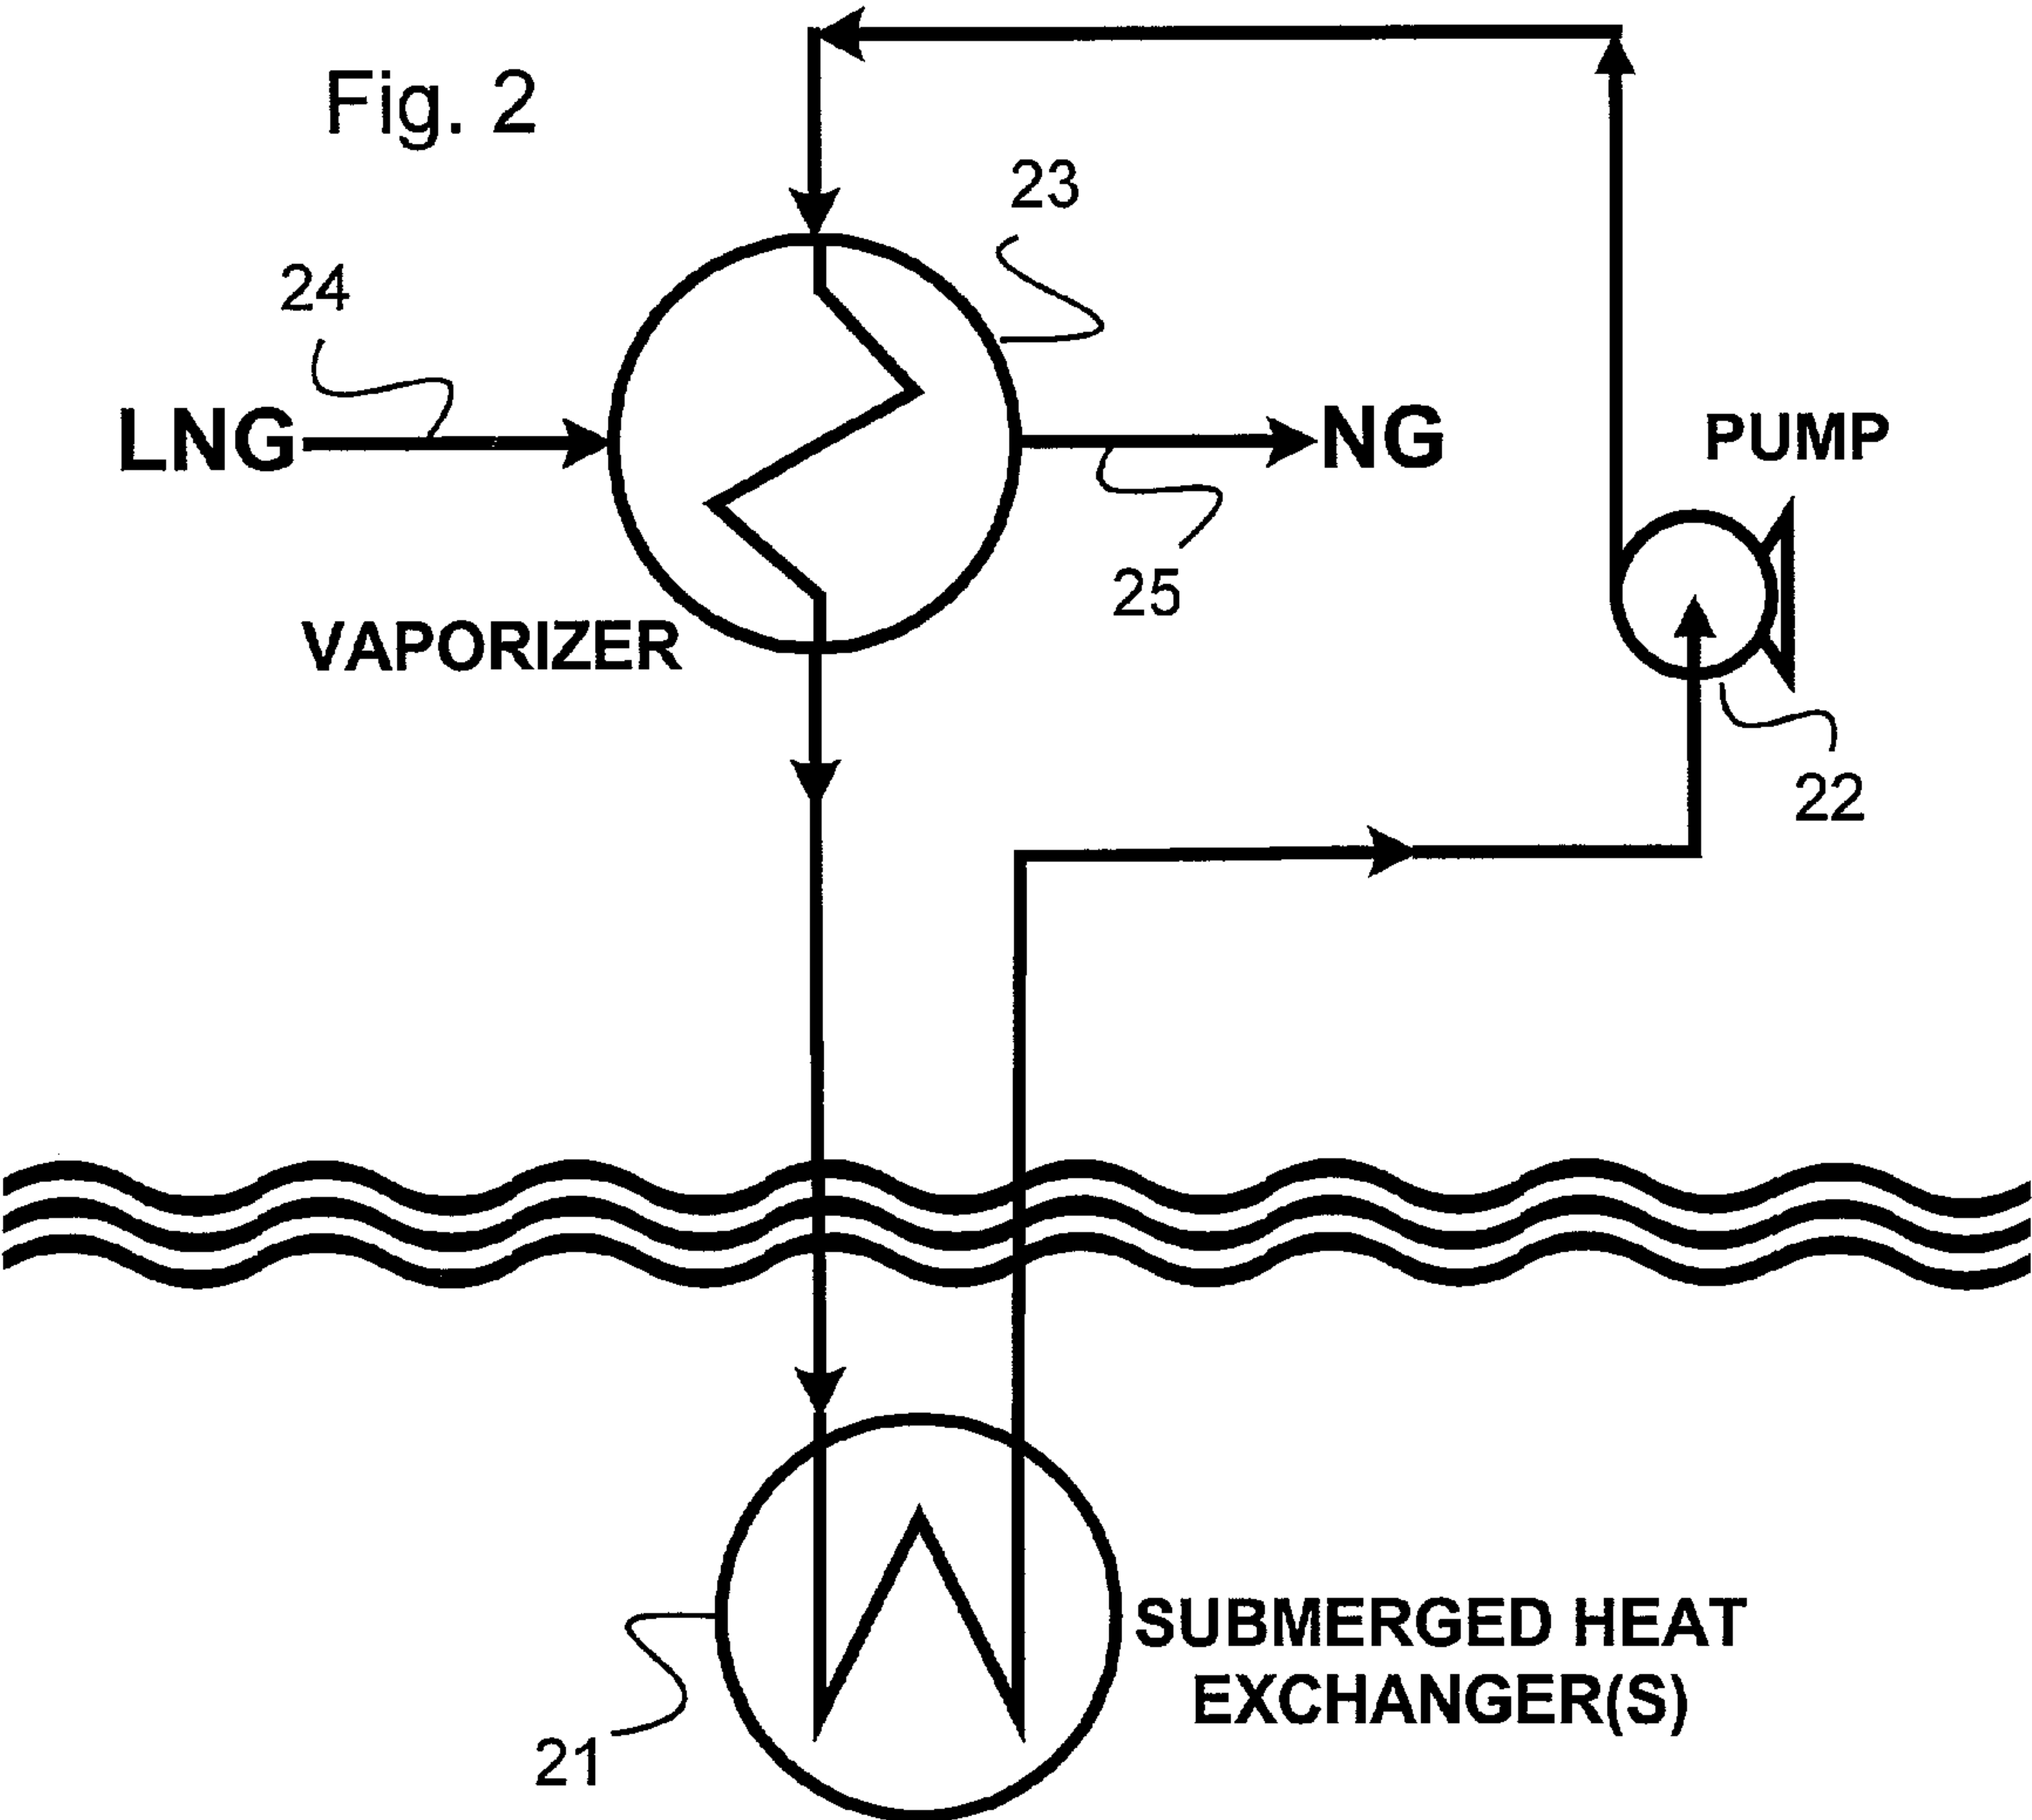 Fig. 2
23
24
LNG
NG
PUMP
25
VAPORIZER
22
SUBMERGED HEAT
EXCHANGER(S)
21